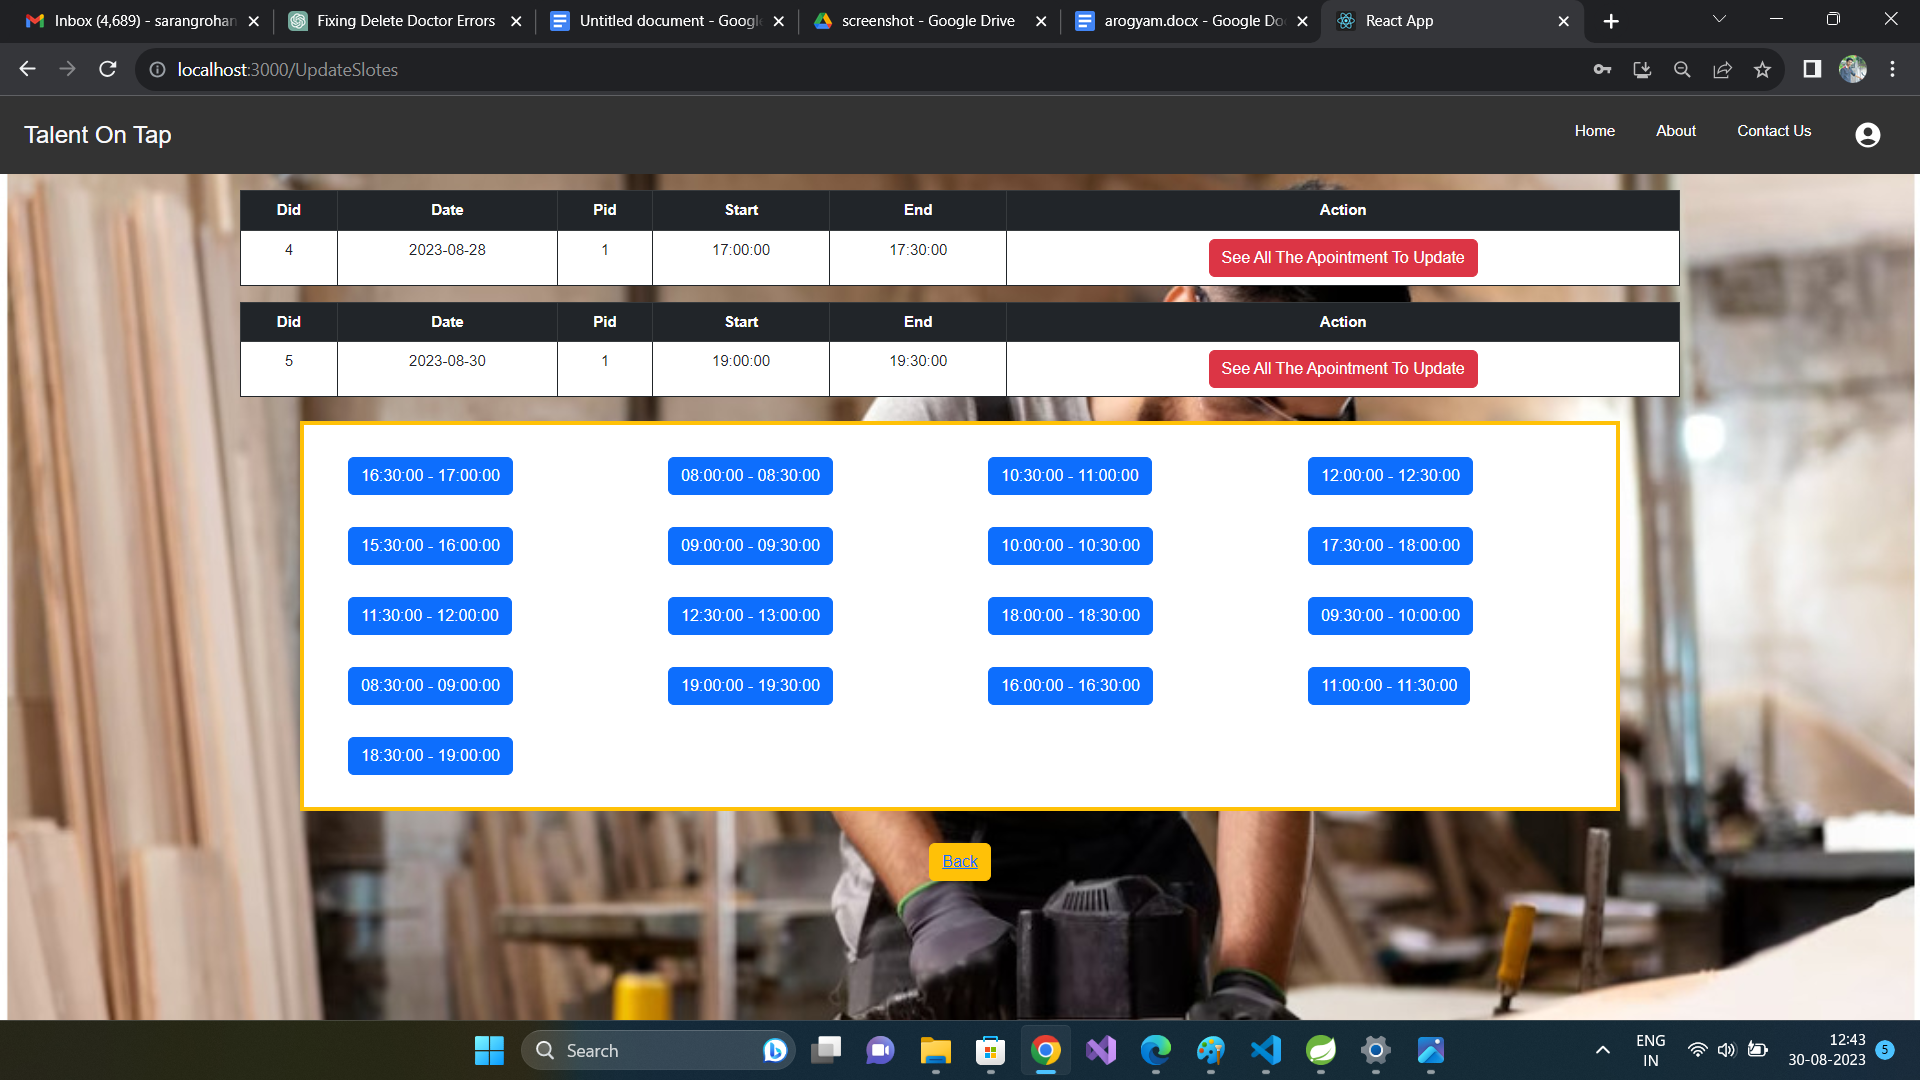 Inbox (4,689) - sarangrohan
Fixing Delete Doctor Errors
Untitled document - Google
screenshot - Google Drive
arogyam.docx - Google Do
React App
localhost:3000/UpdateSlotes
Talent On Tap
Home About Contact Us
Did Date Pid Start End Action
4 2023-08-28 1 17:00:00 17:30:00 See All The Apointment To Update
Did Date Pid Start End Action
5 2023-08-30 1 19:00:00 19:30:00 See All The Apointment To Update
16:30:00 - 17:00:00 08:00:00 - 08:30:00 10:30:00 - 11:00:00 12:00:00 - 12:30:00
15:30:00 - 16:00:00 09:00:00 - 09:30:00 10:00:00 - 10:30:00 17:30:00 - 18:00:00
11:30:00 - 12:00:00 12:30:00 - 13:00:00 18:00:00 - 18:30:00 09:30:00 - 10:00:00
08:30:00 - 09:00:00 19:00:00 - 19:30:00 16:00:00 - 16:30:00 11:00:00 - 11:30:00
18:30:00 - 19:00:00
Back
Search
ENG
IN
12:43
30-08-2023
5